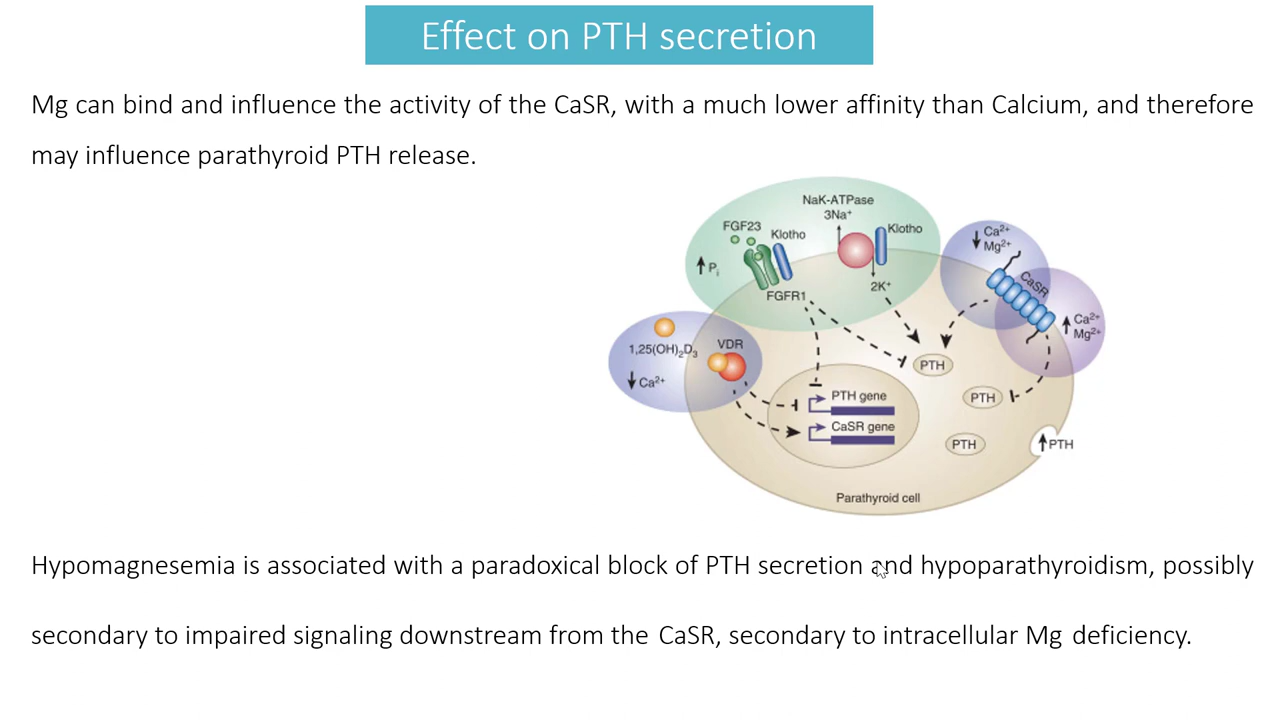 Effect on PTH secretion
Mg can bind and influence the activity of the CaSR, with a much lower affinity than Calcium, and therefore
may influence parathyroid PTH release.
NaK-ATPase
3Na⁺
FGF23
Klotho
Klotho
↑ Pᵢ
FGFR1
2K⁺
↓ Ca²⁺
Mg²⁺
CaSR
↑ Ca²⁺
Mg²⁺
1,25(OH)₂D₃
VDR
↓ Ca²⁺
PTH
PTH gene
PTH
CaSR gene
PTH
↑PTH
Parathyroid cell
Hypomagnesemia is associated with a paradoxical block of PTH secretion and hypoparathyroidism, possibly
secondary to impaired signaling downstream from the CaSR, secondary to intracellular Mg deficiency.